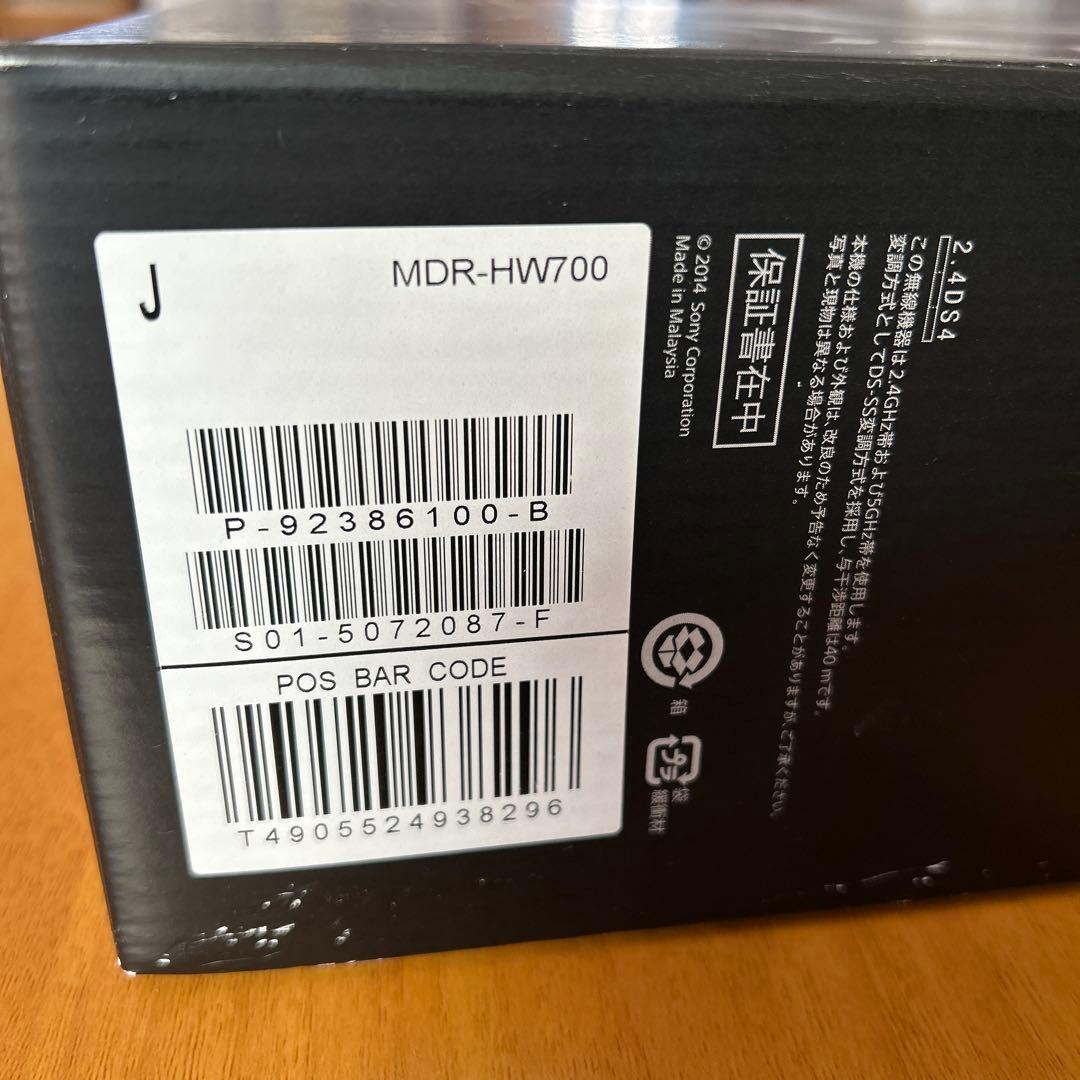 J
MDR-HW700
P-92386100-B
S01-5072087-F
POS BAR CODE
T4905524938296
2.4DS4
この無線機器は2.4GHz帯および5GHz帯を使用します。
変調方式としてDS-SS変調方式を採用し、与干渉距離は40mです。
本機の仕様および外観は、改良のため予告なく変更することがありますが、ご了承ください。
写真と現物は異なる場合があります。
保証書在中
© 2014 Sony Corporation
Made in Malaysia
箱
プラ
袋
緩衝材